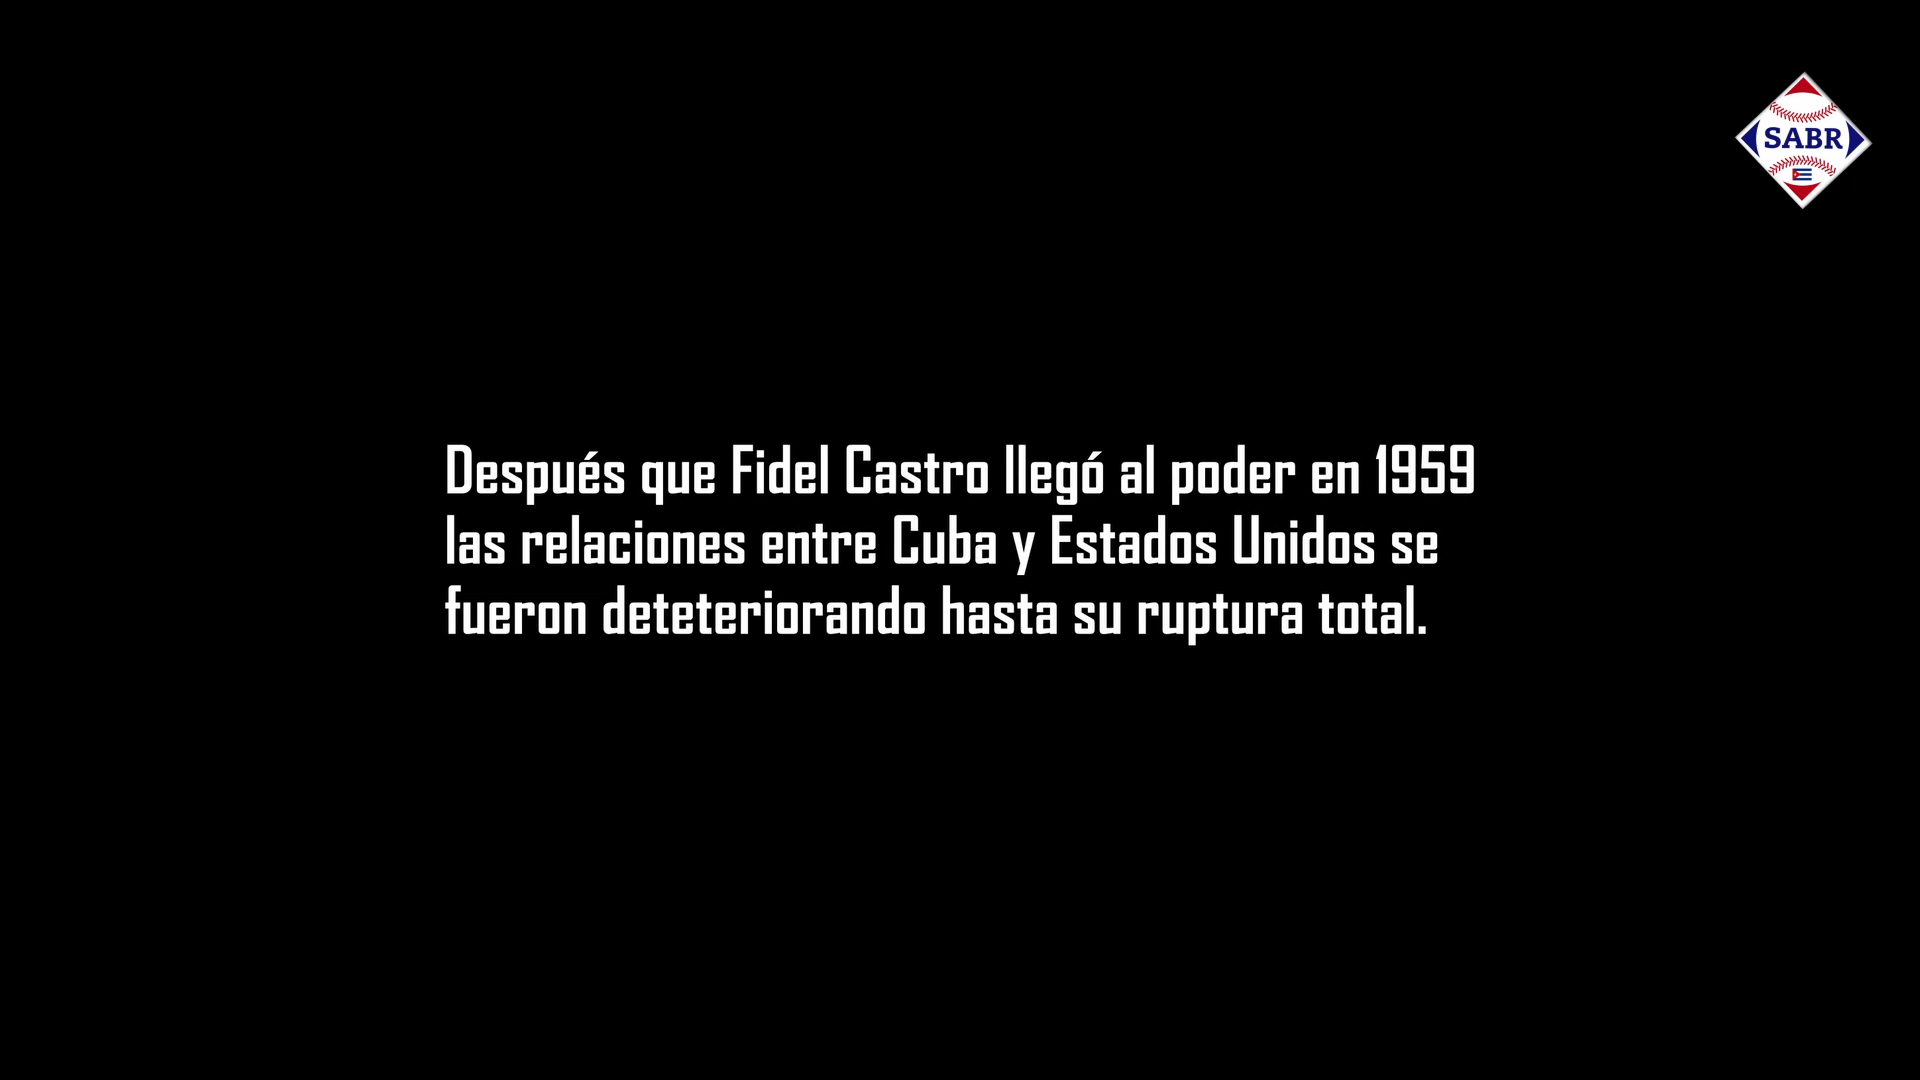 SABR
Después que Fidel Castro llegó al poder en 1959
las relaciones entre Cuba y Estados Unidos se
fueron deteteriorando hasta su ruptura total.